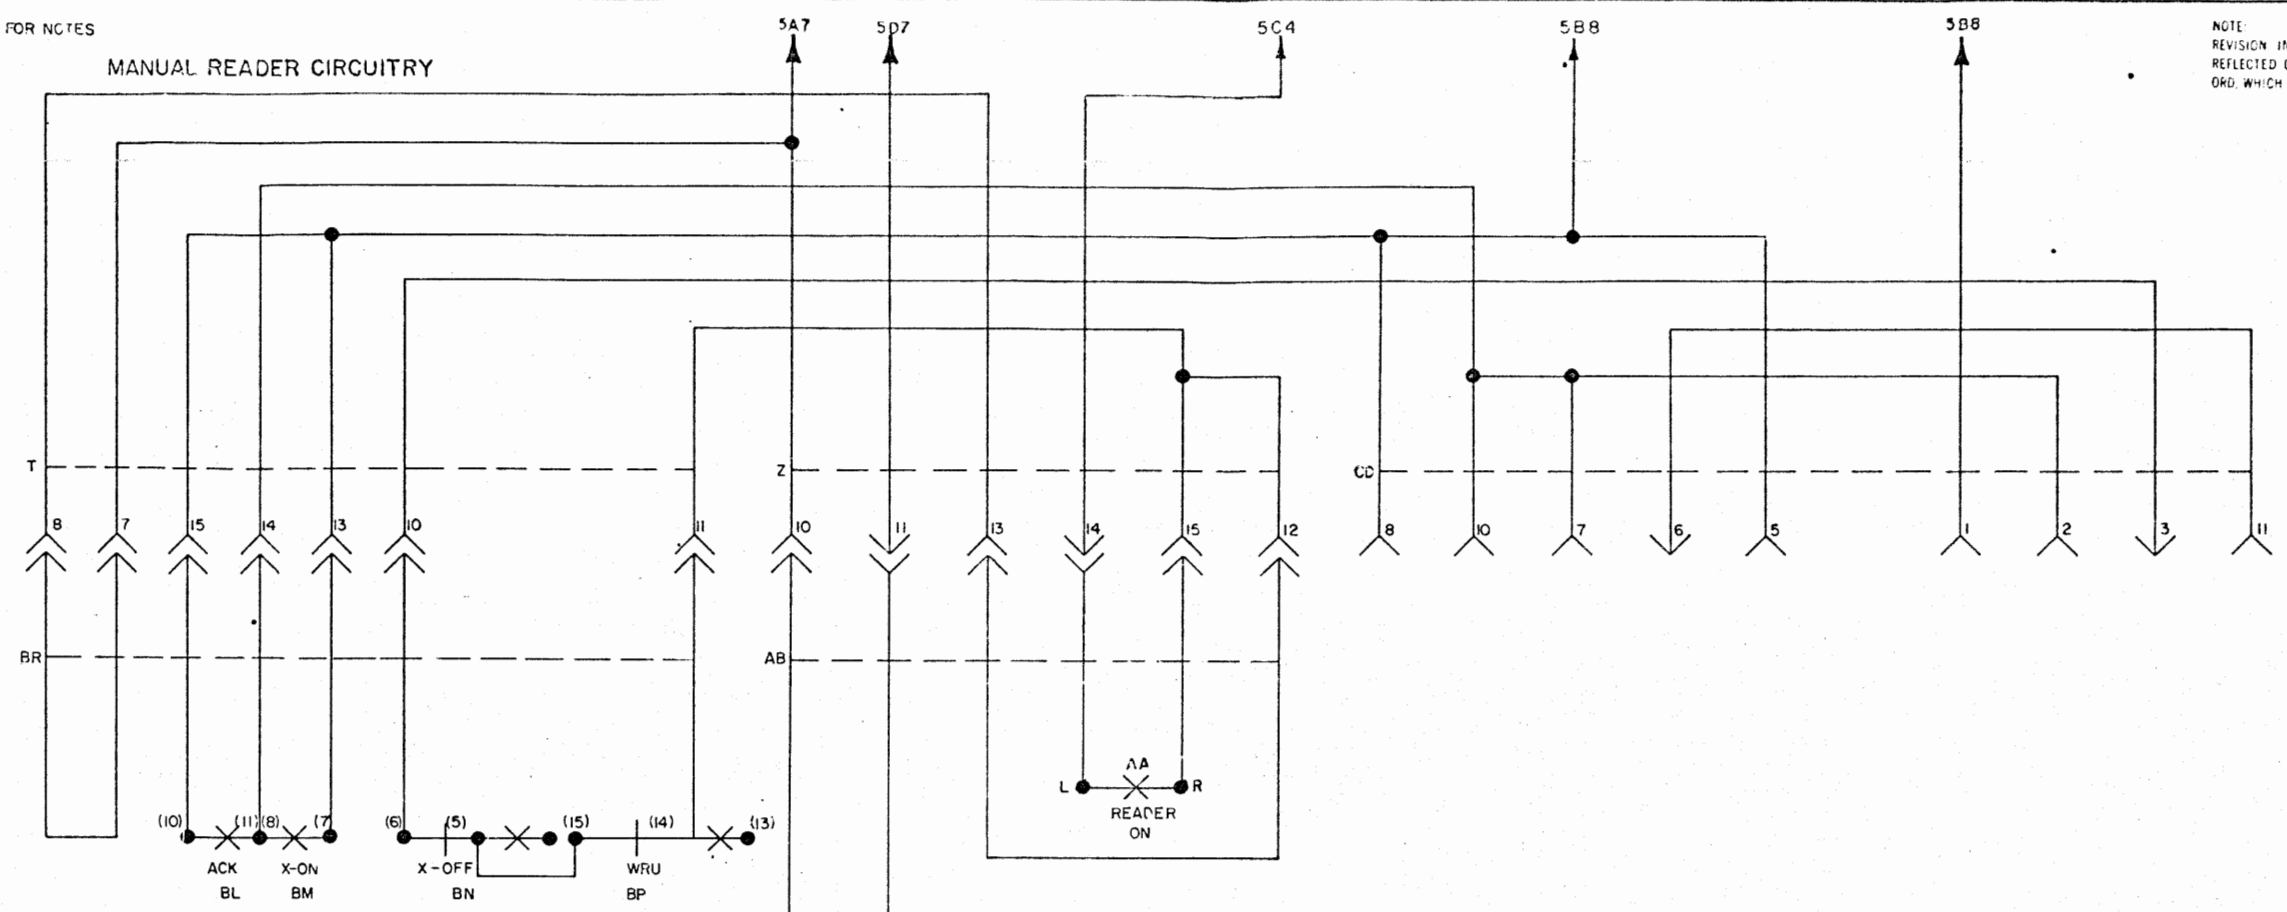 FOR NOTES
5A7 5D7 5C4 5B8 5B8
NOTE:
REVISION IN
REFLECTED
ORD, WHICH
MANUAL READER CIRCUITRY
T Z CD
8 7 15 14 13 10 11 10 11 13 14 15 12 8 10 7 6 5 1 2 3 11
BR AB
AA
L R
READER
ON
(10) (11) (8) (7) (6) (5) (15) (14) (13)
ACK X-ON X-OFF WRU
BL BM BN BP